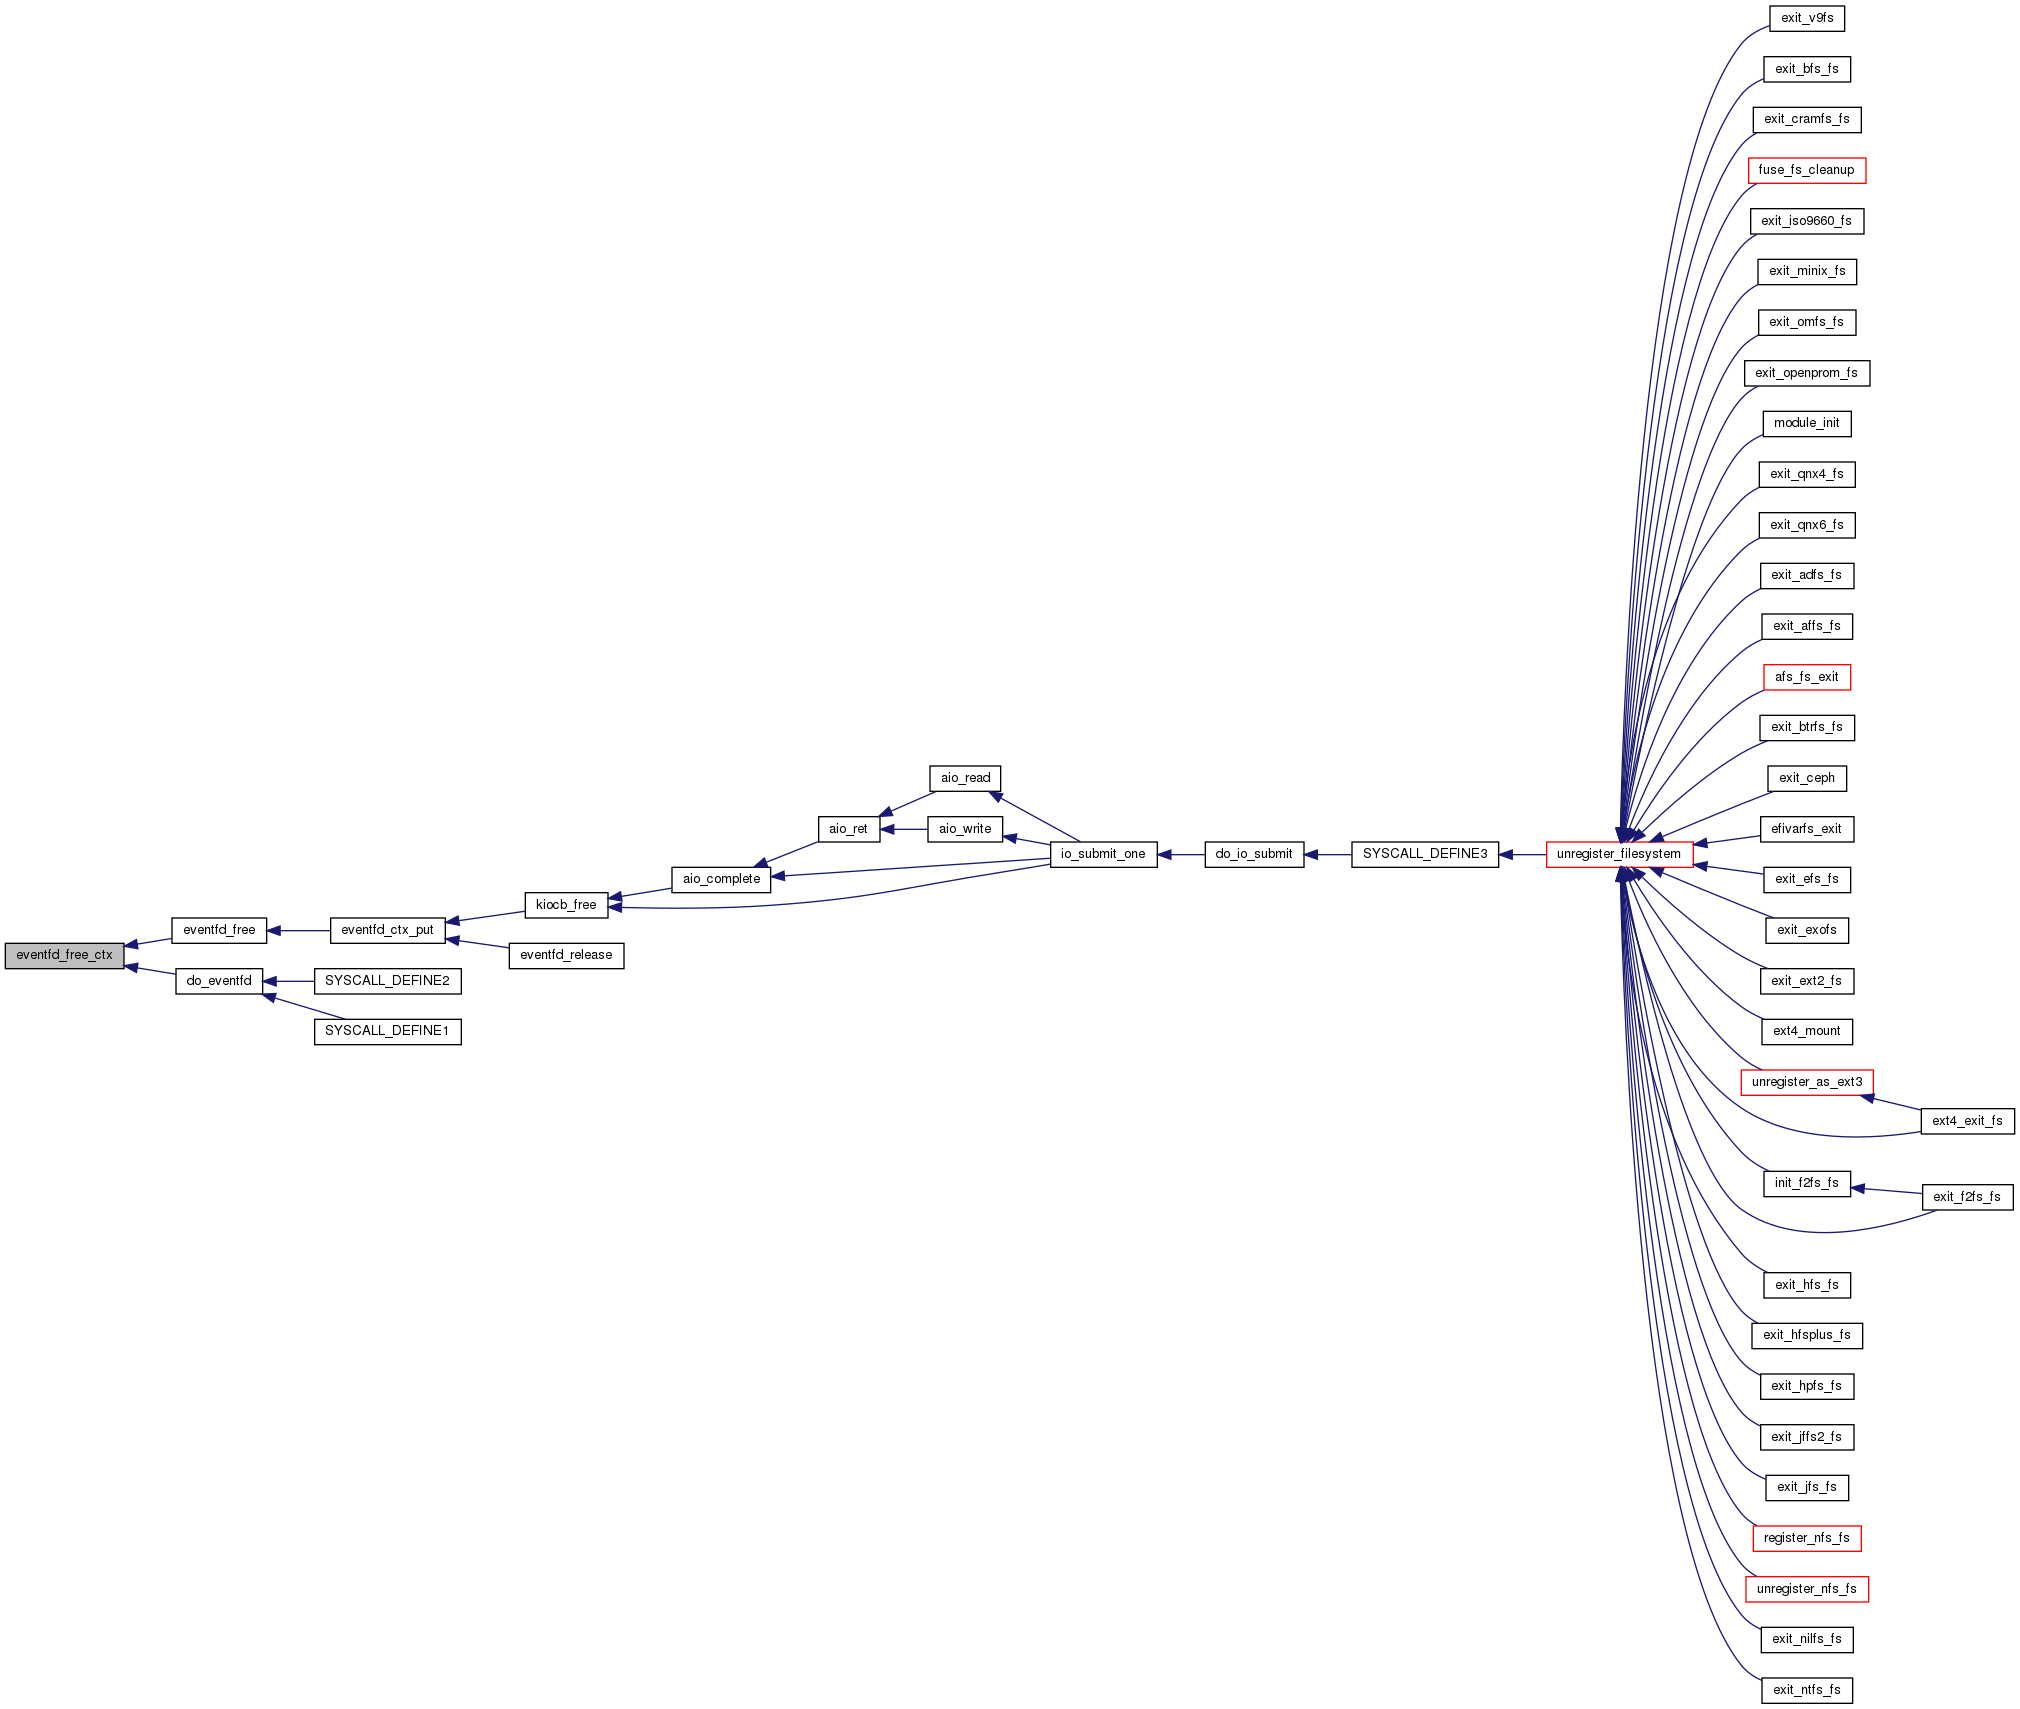 exit_v9fs
exit_bfs_fs
exit_cramfs_fs
fuse_fs_cleanup
exit_iso9660_fs
exit_minix_fs
exit_omfs_fs
exit_openprom_fs
module_init
exit_qnx4_fs
exit_qnx6_fs
exit_adfs_fs
exit_affs_fs
afs_fs_exit
exit_btrfs_fs
aio_read
exit_ceph
aio_ret
aio_write
efivarfs_exit
io_submit_one
do_io_submit
SYSCALL_DEFINE3
unregister_filesystem
aio_complete
exit_efs_fs
kiocb_free
eventfd_free
eventfd_ctx_put
exit_exofs
eventfd_free_ctx
eventfd_release
do_eventfd
SYSCALL_DEFINE2
exit_ext2_fs
SYSCALL_DEFINE1
ext4_mount
unregister_as_ext3
ext4_exit_fs
init_f2fs_fs
exit_f2fs_fs
exit_hfs_fs
exit_hfsplus_fs
exit_hpfs_fs
exit_jffs2_fs
exit_jfs_fs
register_nfs_fs
unregister_nfs_fs
exit_nilfs_fs
exit_ntfs_fs